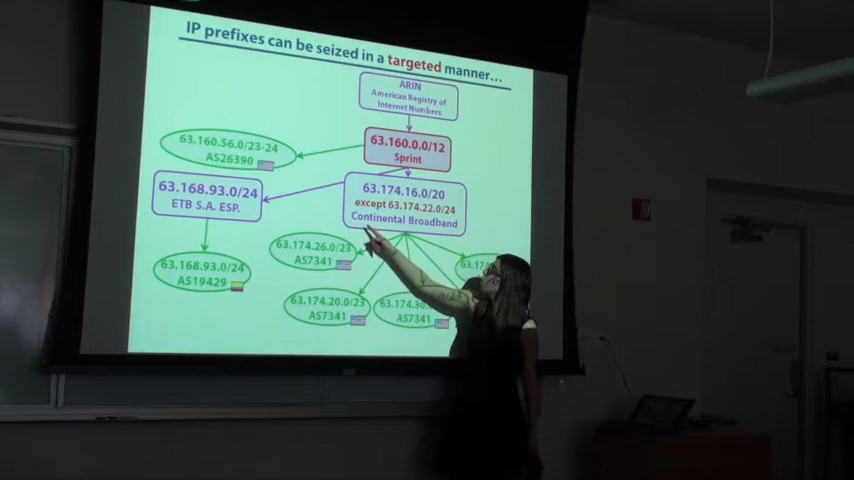 IP prefixes can be seized in a targeted manner...
ARIN
American Registry of
Internet Numbers
63.160.0.0/12
Sprint
63.160.56.0/23-24
AS26390
63.168.93.0/24
ETB S.A. ESP.
63.174.16.0/20
except 63.174.22.0/24
Continental Broadband
63.168.93.0/24
AS19429
63.174.26.0/23
AS7341
63.174
63.174.20.0/23
AS7341
63.174.30.
AS7341